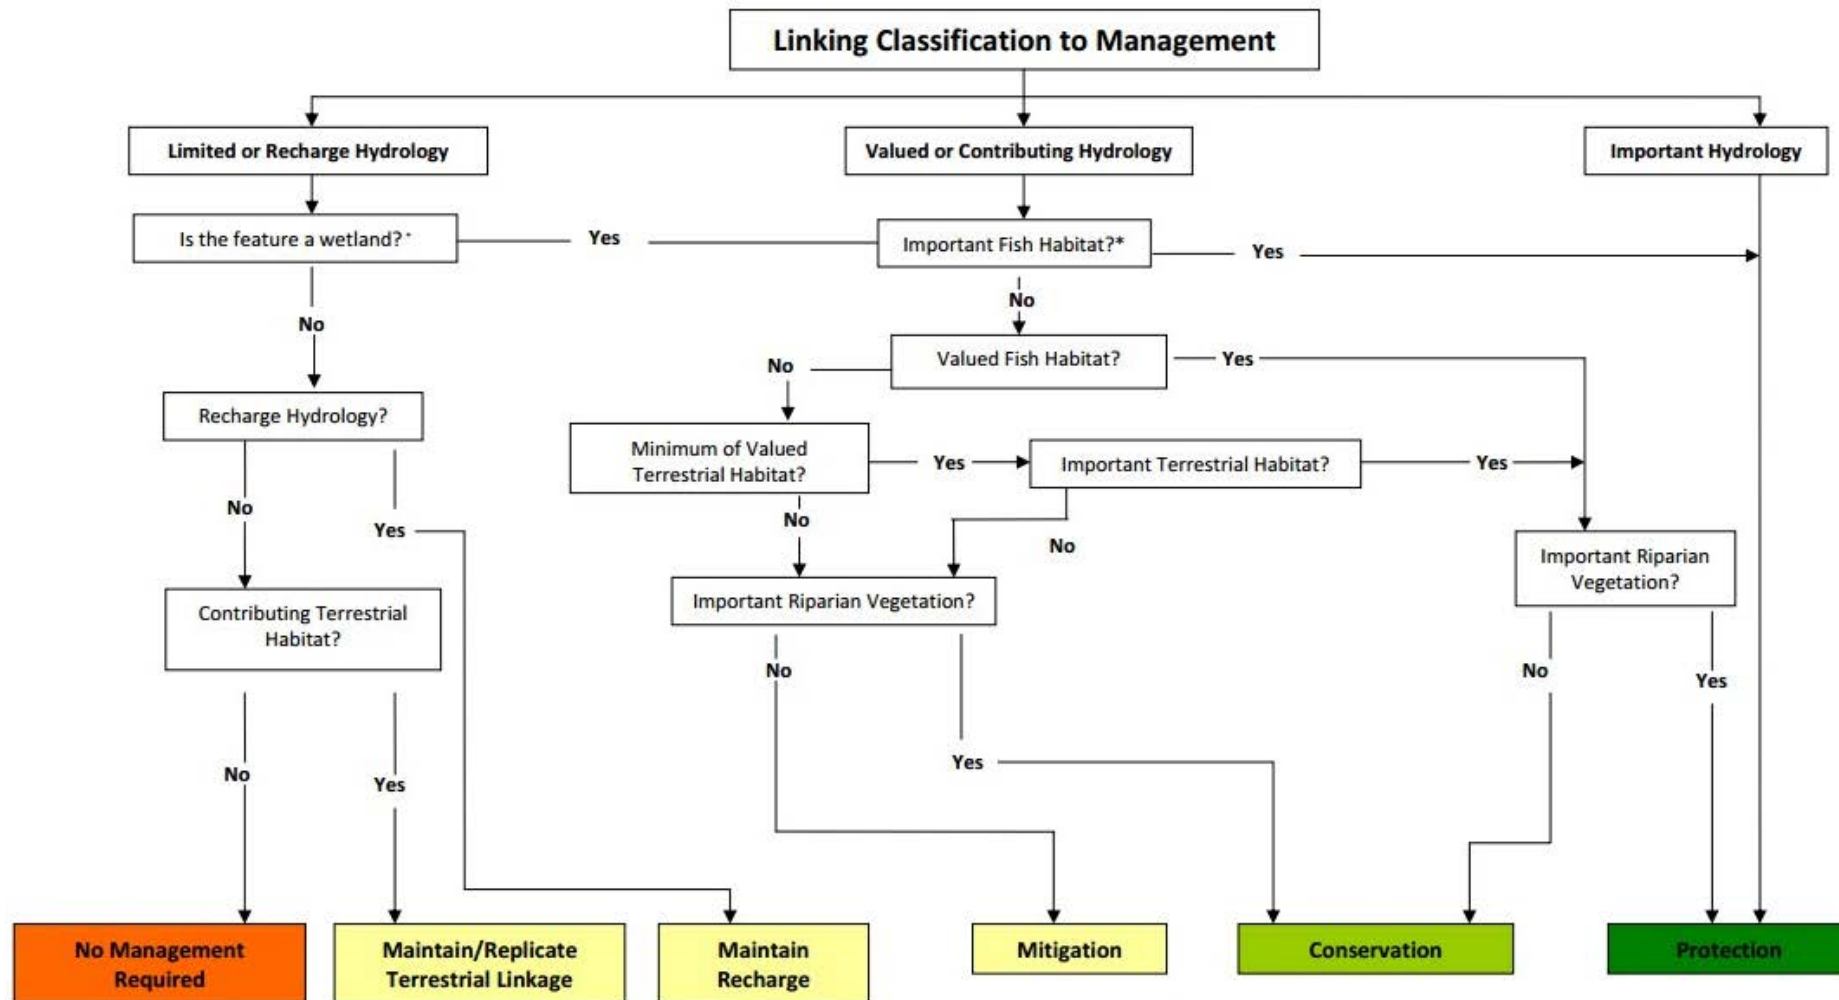 Linking Classification to Management
Limited or Recharge Hydrology
Valued or Contributing Hydrology
Important Hydrology
Is the feature a wetland?*
Yes
Important Fish Habitat?*
Yes
No
No
Valued Fish Habitat?
Yes
No
Recharge Hydrology?
Minimum of Valued
Terrestrial Habitat?
Yes
Important Terrestrial Habitat?
Yes
No
Yes
No
No
Important Riparian
Vegetation?
Contributing Terrestrial
Habitat?
Important Riparian Vegetation?
No
No
Yes
No
Yes
Yes
No Management
Required
Maintain/Replicate
Terrestrial Linkage
Maintain
Recharge
Mitigation
Conservation
Protection